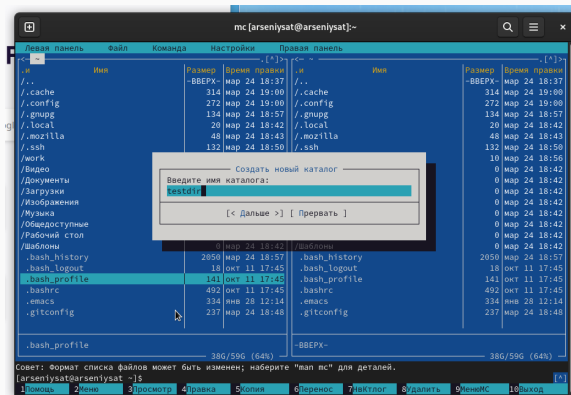 mc [arseniysat@arseniysat]:~
Левая панель Файл Команда Настройки Правая панель
<─ ~ .[^]> <─ ~ .[^]>
.и Имя Размер Время правки .и Имя Размер Время правки
/.. -ВВЕРХ- мар 24 18:37 /.. -ВВЕРХ- мар 24 18:37
/.cache 314 мар 24 19:00 /.cache 314 мар 24 19:00
/.config 272 мар 24 19:00 /.config 272 мар 24 19:00
/.gnupg 134 мар 24 18:57 /.gnupg 134 мар 24 18:57
/.local 20 мар 24 18:42 /.local 20 мар 24 18:42
/.mozilla 48 мар 24 18:43 /.mozilla 48 мар 24 18:43
/.ssh 132 мар 24 18:50 /.ssh 132 мар 24 18:50
/work 10 мар 24 18:56
/Видео 0 мар 24 18:42
/Документы 0 мар 24 18:42
/Загрузки 0 мар 24 18:42
/Изображения 0 мар 24 18:42
/Музыка 0 мар 24 18:42
/Общедоступные 0 мар 24 18:42
/Рабочий стол 0 мар 24 18:42
/Шаблоны 0 мар 24 18:42 /Шаблоны 0 мар 24 18:42
Создать новый каталог
Введите имя каталога:
testdir
[< Дальше >] [ Прервать ]
.bash_history 2050 мар 24 18:57 .bash_history 2050 мар 24 18:57
.bash_logout 18 окт 11 17:45 .bash_logout 18 окт 11 17:45
.bash_profile 141 окт 11 17:45 .bash_profile 141 окт 11 17:45
.bashrc 492 окт 11 17:45 .bashrc 492 окт 11 17:45
.emacs 334 янв 28 12:14 .emacs 334 янв 28 12:14
.gitconfig 237 мар 24 18:48 .gitconfig 237 мар 24 18:48
.bash_profile -ВВЕРХ-
38G/59G (64%) 38G/59G (64%)
Совет: Формат списка файлов может быть изменен; наберите "man mc" для деталей.
[arseniysat@arseniysat ~]$ [^]
1Помощь 2Меню 3Просмотр 4Правка 5Копия 6Перенос 7НвКтлог 8Удалить 9МенюMC 10Выход